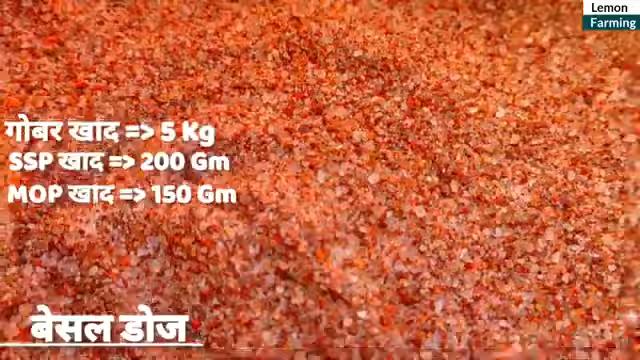 Lemon
Farming
गोबर खाद => 5 Kg
SSP खाद => 200 Gm
MOP खाद => 150 Gm
बेसल डोज